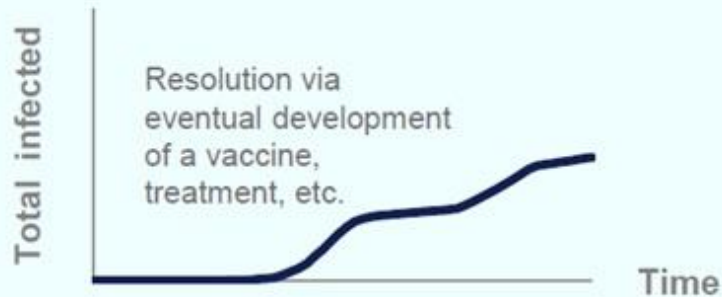 Total infected
Resolution via
eventual development
of a vaccine,
treatment, etc.
Time